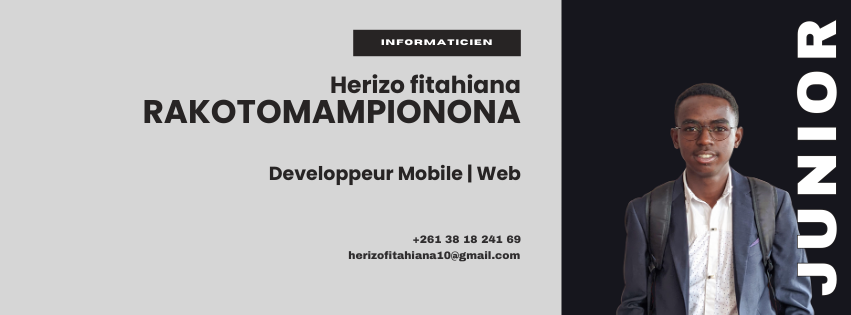 INFORMATICIEN
Herizo fitahiana
RAKOTOMAMPIONONA
Developpeur Mobile | Web
+261 38 18 241 69
herizofitahiana10@gmail.com
JUNIOR